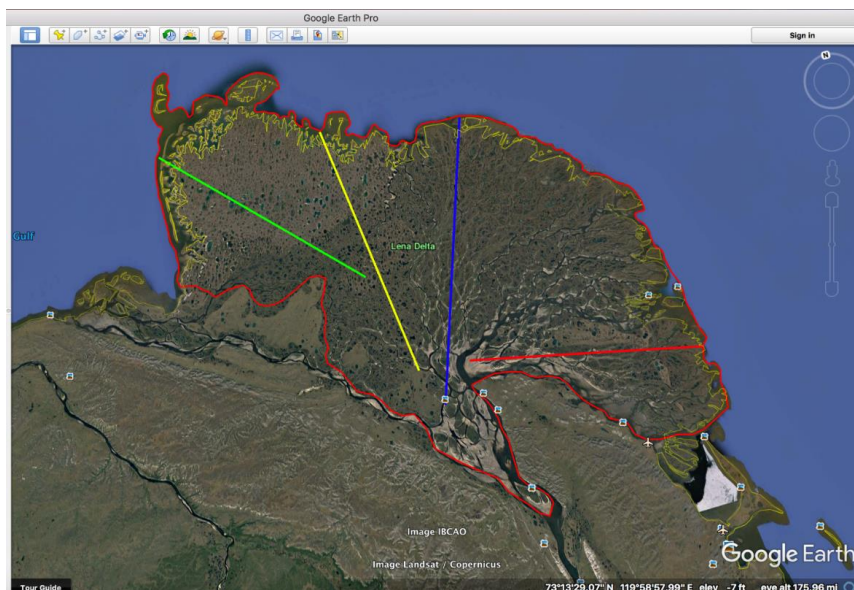 Google Earth Pro
Sign in
N
Gulf
Lena Delta
Image IBCAO
Google Earth
Image Landsat / Copernicus
Tour Guide
73°13'29.07" N 119°58'57.99" E elev -7 ft eye alt 175.96 mi